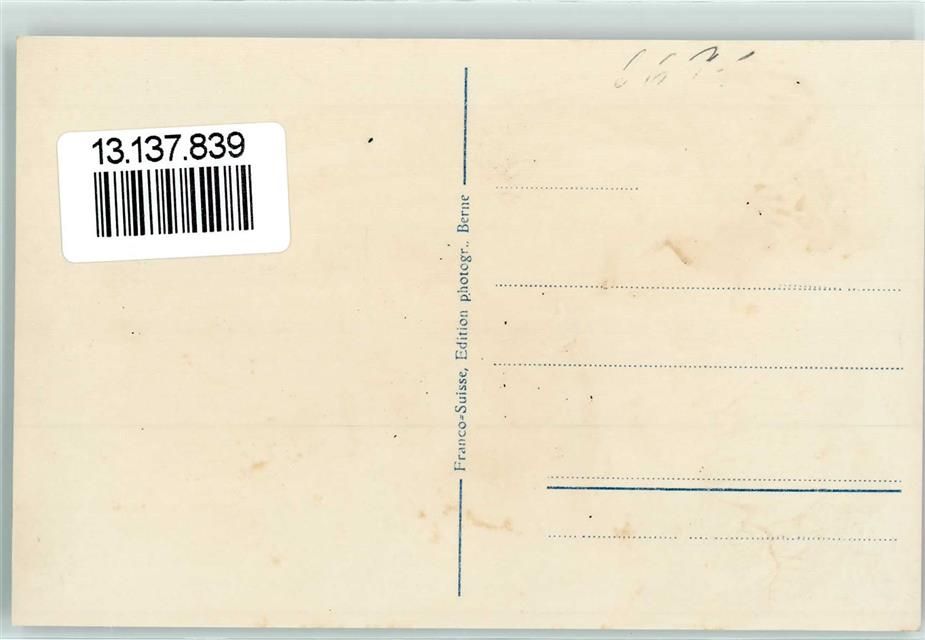 13.137.839
Franco=Suisse, Edition photogr., Berne